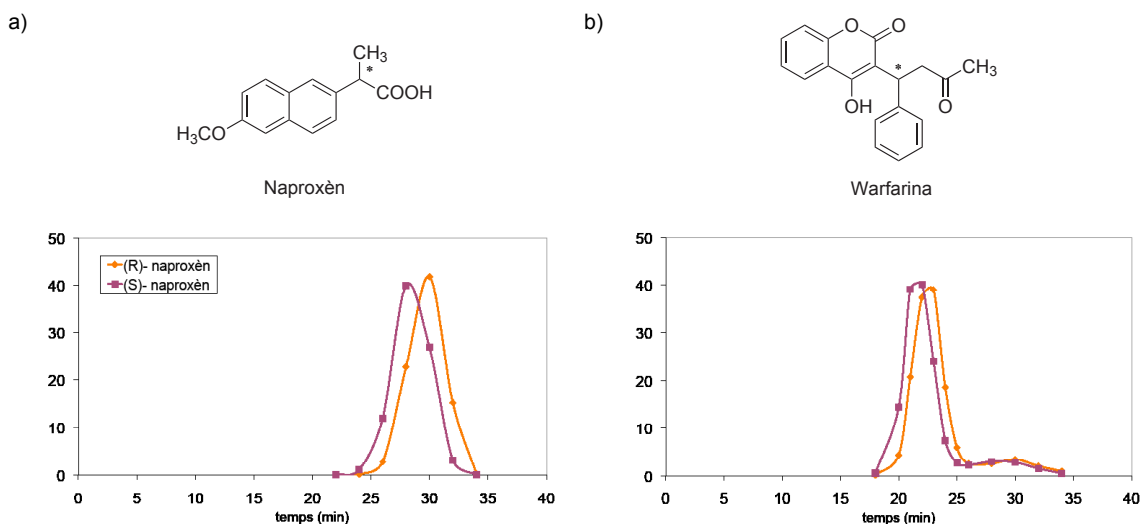 a)
CH3
*
COOH
H3CO
Naproxèn
50
40
30
20
10
0
(R)- naproxèn
(S)- naproxèn
0 5 10 15 20 25 30 35 40
temps (min)
b)
O
O
*
CH3
OH
O
Warfarina
50
40
30
20
10
0
0 5 10 15 20 25 30 35 40
temps (min)